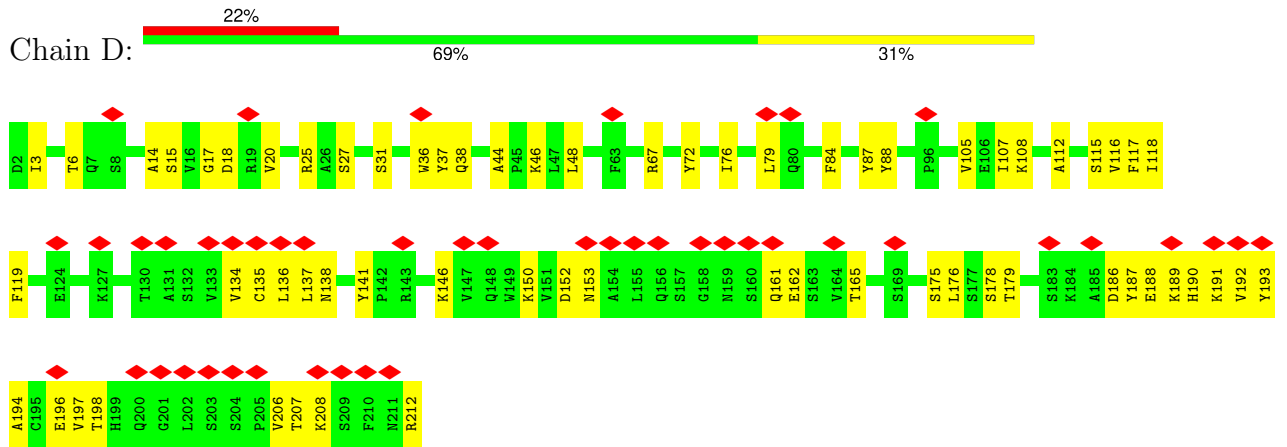 22%
Chain D:
69% 31%
D2 I3 T6 Q7 S8 A14 S15 V16 G17 D18 R19 V20 R25 A26 S27 S31 W36 Y37 Q38 A44 P45 K46 L47 L48 F63 R67 Y72 I76 L79 Q80 F84 Y87 Y88 P96 V105 E106 I107 K108 A112 S115 V116 F117 I118
F119 E124 K127 T130 A131 S132 V133 V134 C135 L136 L137 N138 Y141 P142 R143 K146 V147 Q148 W149 K150 V151 D152 N153 A154 L155 Q156 S157 G158 N159 S160 Q161 E162 S163 V164 T165 S169 S175 L176 S177 S178 T179 S183 K184 A185 D186 Y187 E188 K189 H190 K191 V192 Y193
A194 C195 E196 V197 T198 H199 Q200 G201 L202 S203 S204 P205 V206 T207 K208 S209 F210 N211 R212